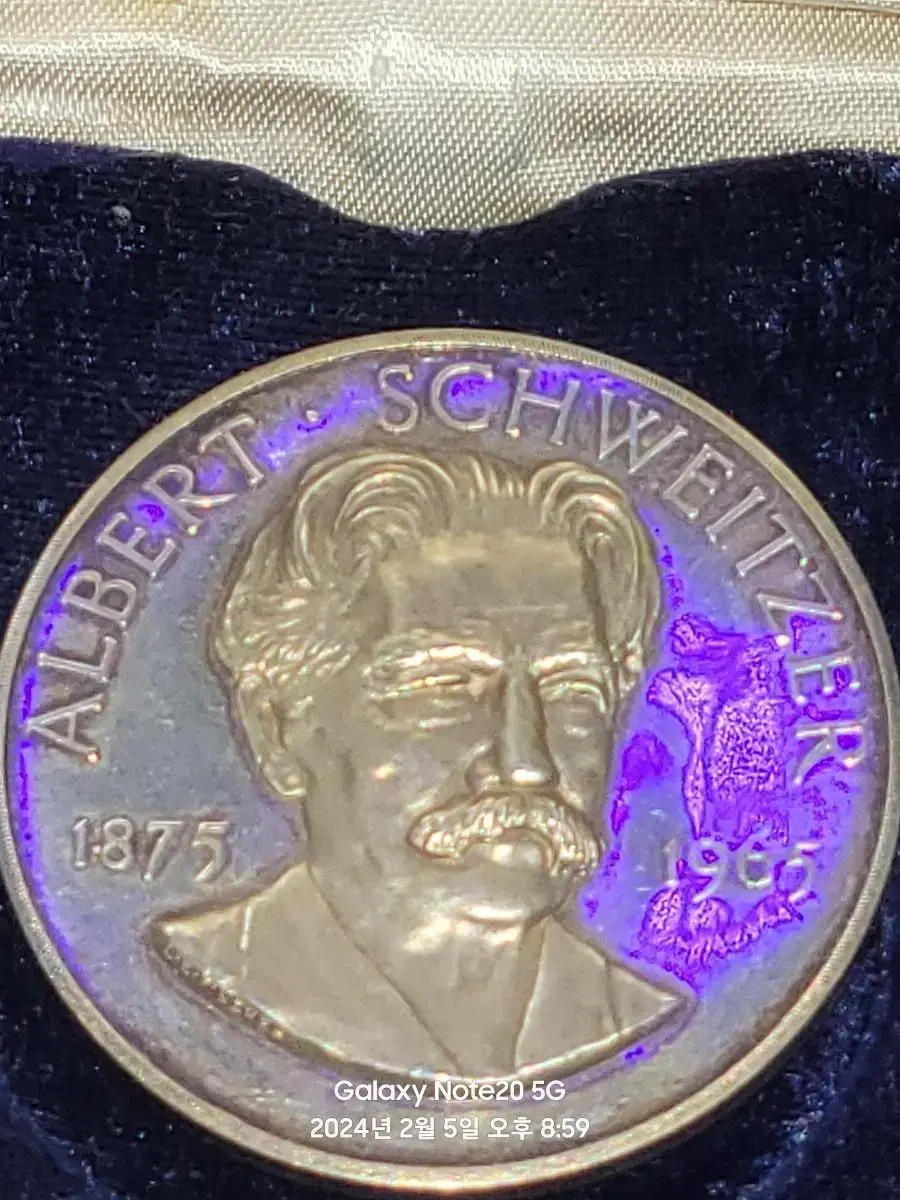 ALBERT · SCHWEITZER
1875
1965
Galaxy Note20 5G
2024년 2월 5일 오후 8:59